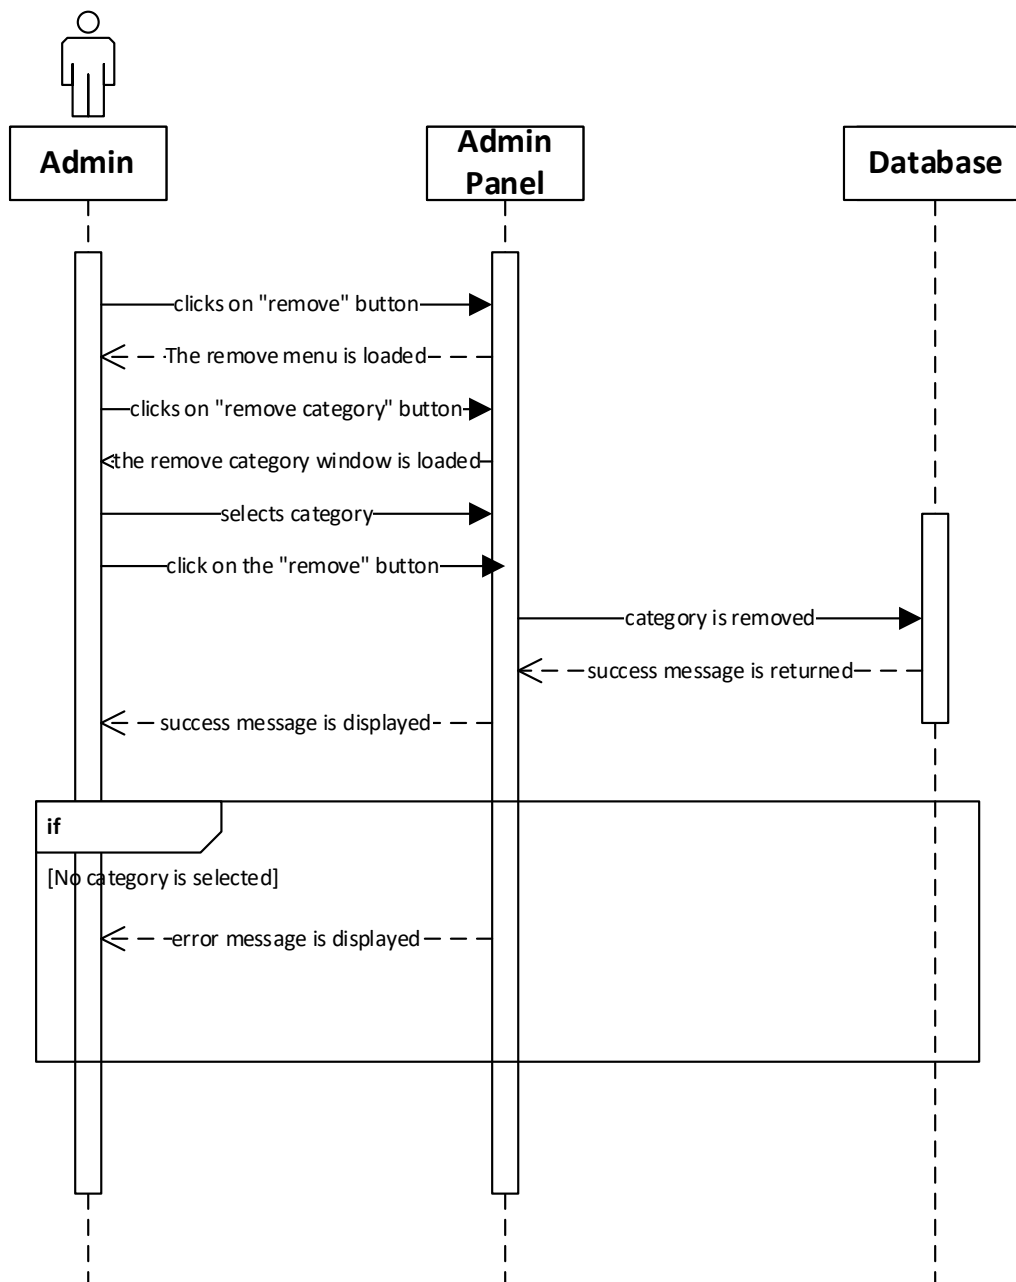 Admin
Admin
Panel
Database
clicks on "remove" button
The remove menu is loaded
clicks on "remove category" button
the remove category window is loaded
selects category
click on the "remove" button
category is removed
success message is returned
success message is displayed
if
[No category is selected]
error message is displayed